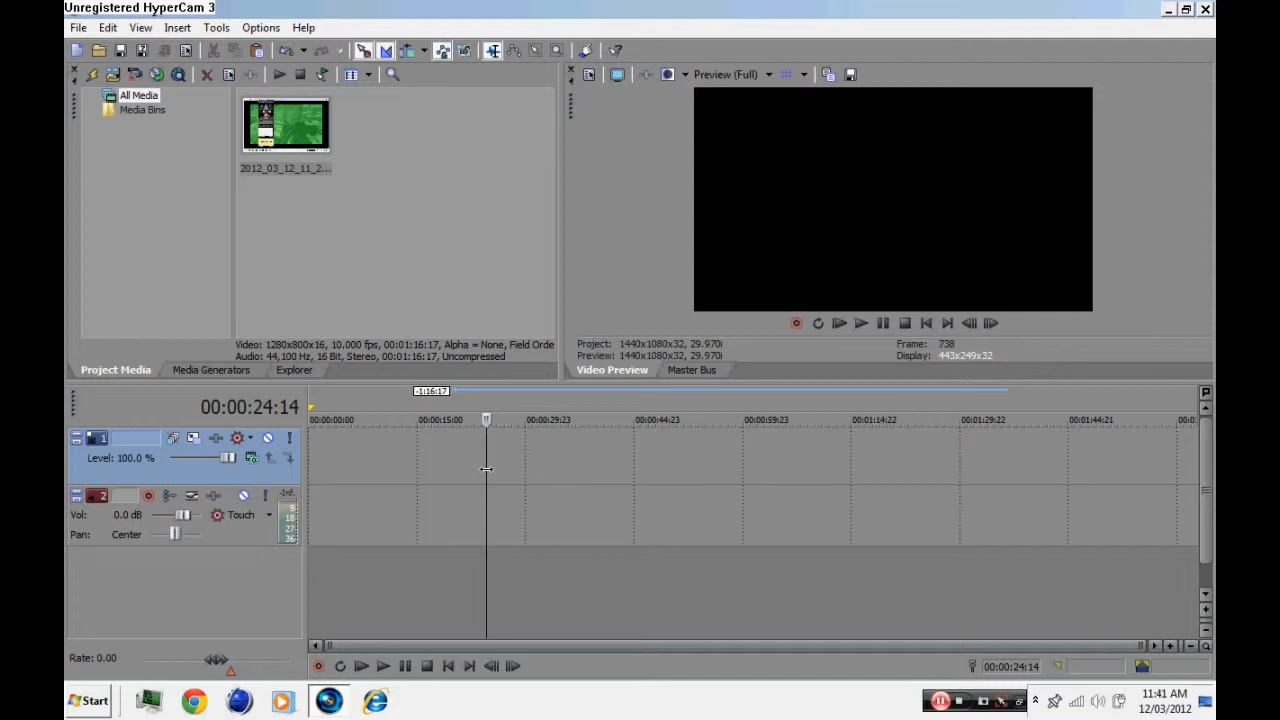 Unregistered HyperCam 3
File Edit View Insert Tools Options Help
All Media
Media Bins
2012_03_12_11_2...
Preview (Full)
Video: 1280x800x16, 10.000 fps, 00:01:16:17, Alpha = None, Field Orde
Audio: 44,100 Hz, 16 Bit, Stereo, 00:01:16:17, Uncompressed
Project Media Media Generators Explorer
Project: 1440x1080x32, 29.970i
Preview: 1440x1080x32, 29.970i
Frame: 738
Display: 443x249x32
Video Preview Master Bus
00:00:24:14
-1:16:17
00:00:00:00 00:00:15:00 00:00:29:23 00:00:44:23 00:00:59:23 00:01:14:22 00:01:29:22 00:01:44:21 00:0:
1
Level: 100.0 %
2
-Inf.
Vol: 0.0 dB Touch
Pan: Center
9
18
27
36
Rate: 0.00
00:00:24:14
Start
11:41 AM
12/03/2012